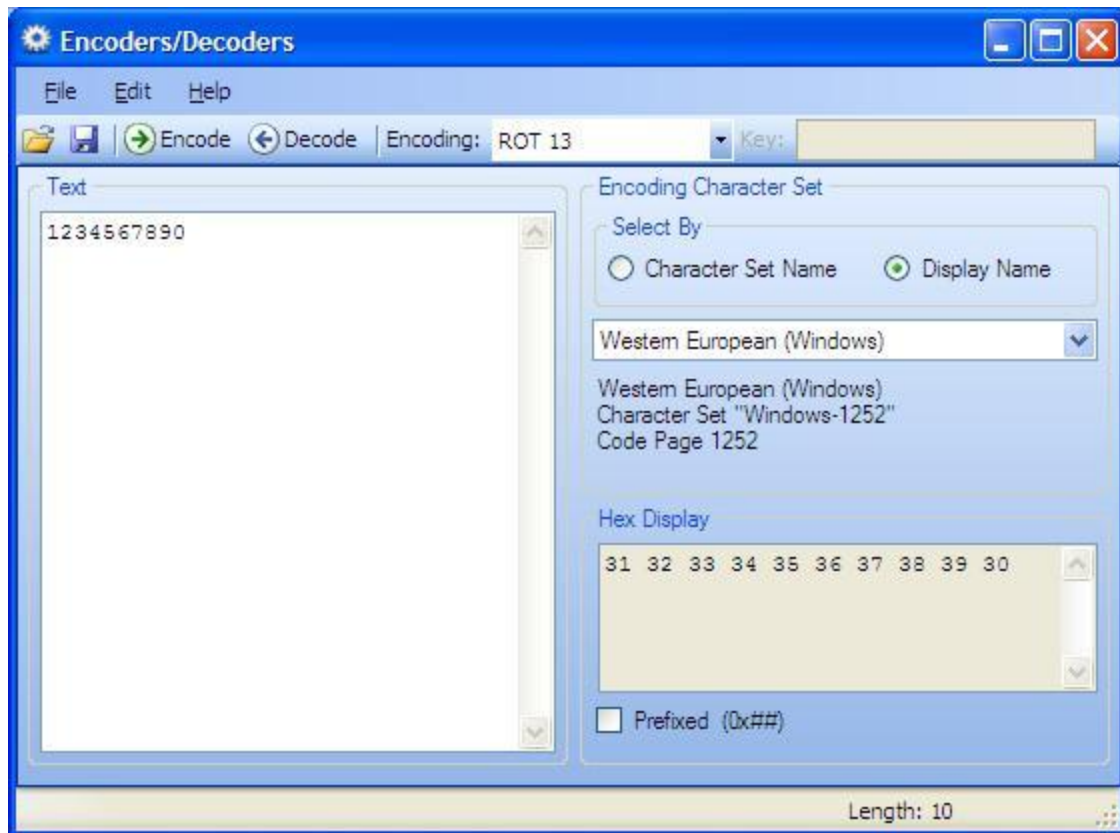 Encoders/Decoders
File Edit Help
Encode Decode Encoding: ROT 13 Key:
Text
1234567890
Encoding Character Set
Select By
Character Set Name Display Name
Western European (Windows)
Western European (Windows)
Character Set "Windows-1252"
Code Page 1252
Hex Display
31 32 33 34 35 36 37 38 39 30
Prefixed (0x##)
Length: 10